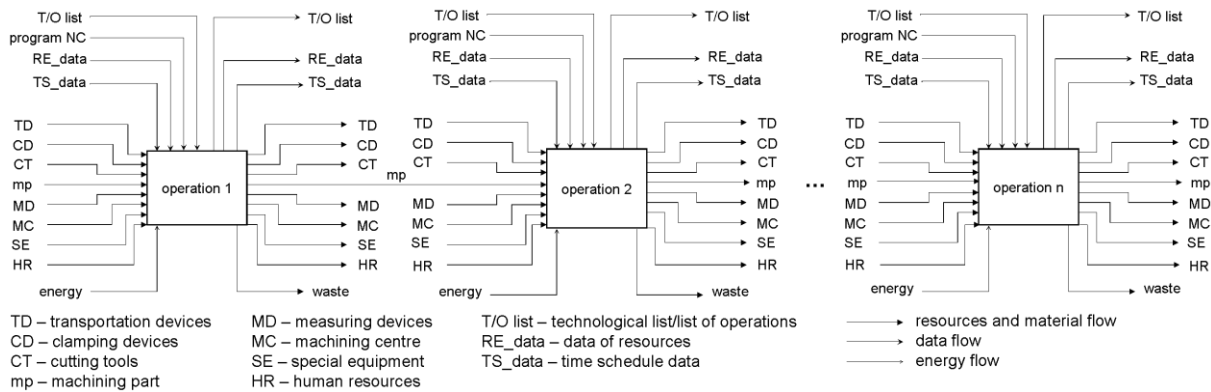 T/O list T/O list T/O list T/O list T/O list T/O list
program NC program NC program NC
RE_data RE_data RE_data RE_data RE_data RE_data
TS_data TS_data TS_data TS_data TS_data TS_data
TD TD TD TD TD TD
CD CD CD CD CD CD
CT CT CT CT CT CT
mp operation 1 mp operation 2 mp ... mp operation n mp
MD MD MD MD MD MD
MC MC MC MC MC MC
SE SE SE SE SE SE
HR HR HR HR HR HR
energy waste energy waste energy waste
TD – transportation devices MD – measuring devices T/O list – technological list/list of operations resources and material flow
CD – clamping devices MC – machining centre RE_data – data of resources data flow
CT – cutting tools SE – special equipment TS_data – time schedule data energy flow
mp – machining part HR – human resources